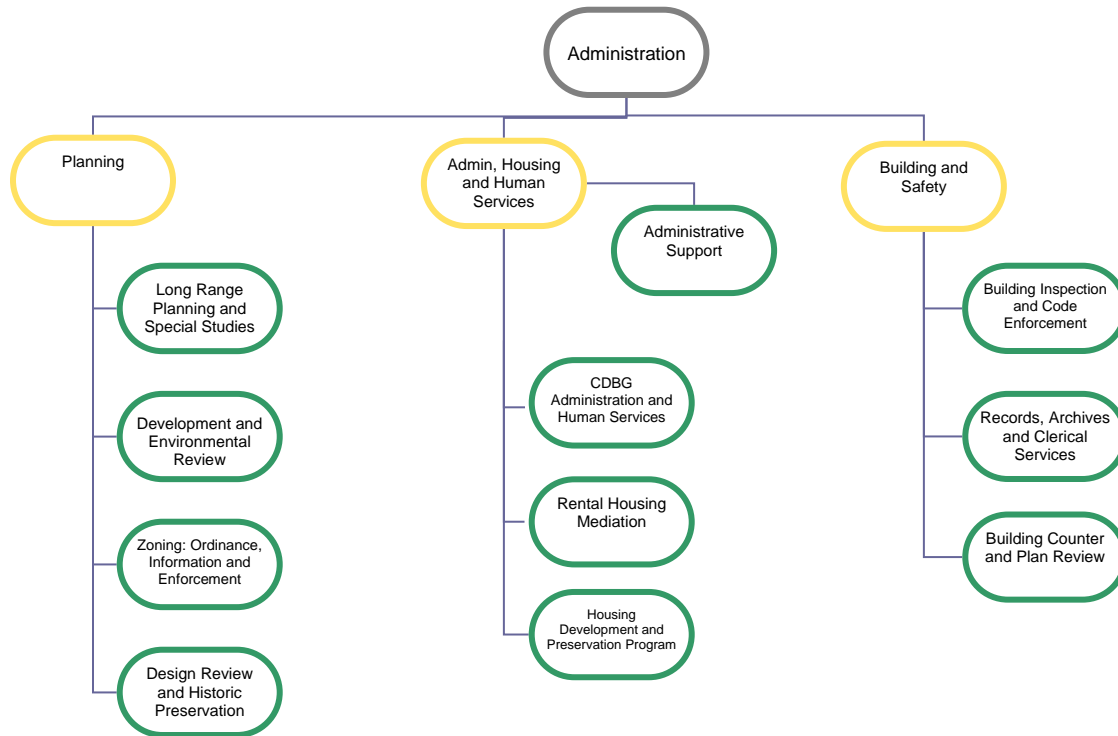 Administration
Planning
Admin, Housing
and Human
Services
Building and
Safety
Administrative
Support
Long Range
Planning and
Special Studies
Building Inspection
and Code
Enforcement
CDBG
Administration and
Human Services
Development and
Environmental
Review
Records, Archives
and Clerical
Services
Rental Housing
Mediation
Zoning: Ordinance,
Information and
Enforcement
Building Counter
and Plan Review
Housing
Development and
Preservation Program
Design Review
and Historic
Preservation